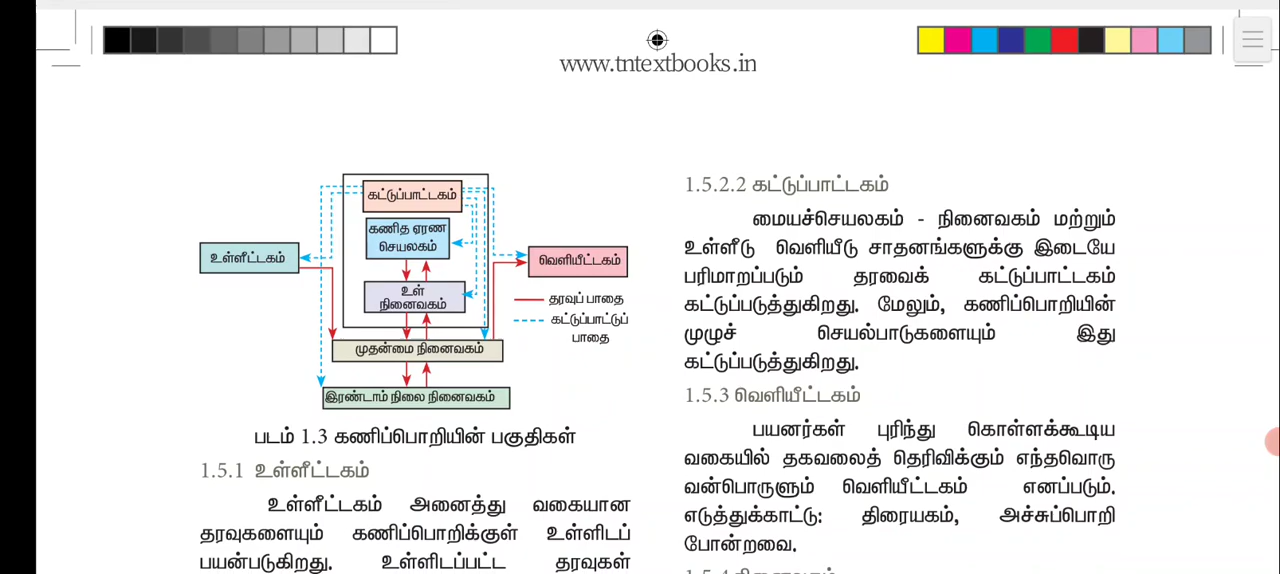 www.tntextbooks.in
கட்டுப்பாட்டகம்
கணித ஏரண
செயலகம்
உள்ளீட்டகம்
வெளியீட்டகம்
உள்
நினைவகம்
தரவுப் பாதை
கட்டுப்பாட்டுப்
பாதை
முதன்மை நினைவகம்
இரண்டாம் நிலை நினைவகம்
படம் 1.3 கணிப்பொறியின் பகுதிகள்
1.5.1 உள்ளீட்டகம்
உள்ளீட்டகம் அனைத்து வகையான
தரவுகளையும் கணிப்பொறிக்குள் உள்ளிடப்
பயன்படுகிறது. உள்ளிடப்பட்ட தரவுகள்
1.5.2.2 கட்டுப்பாட்டகம்
மையச்செயலகம் - நினைவகம் மற்றும்
உள்ளீடு வெளியீடு சாதனங்களுக்கு இடையே
பரிமாறப்படும் தரவைக் கட்டுப்பாட்டகம்
கட்டுப்படுத்துகிறது. மேலும், கணிப்பொறியின்
முழுச் செயல்பாடுகளையும் இது
கட்டுப்படுத்துகிறது.
1.5.3 வெளியீட்டகம்
பயனர்கள் புரிந்து கொள்ளக்கூடிய
வகையில் தகவலைத் தெரிவிக்கும் எந்தவொரு
வன்பொருளும் வெளியீட்டகம் எனப்படும்.
எடுத்துக்காட்டு: திரையகம், அச்சுப்பொறி
போன்றவை.